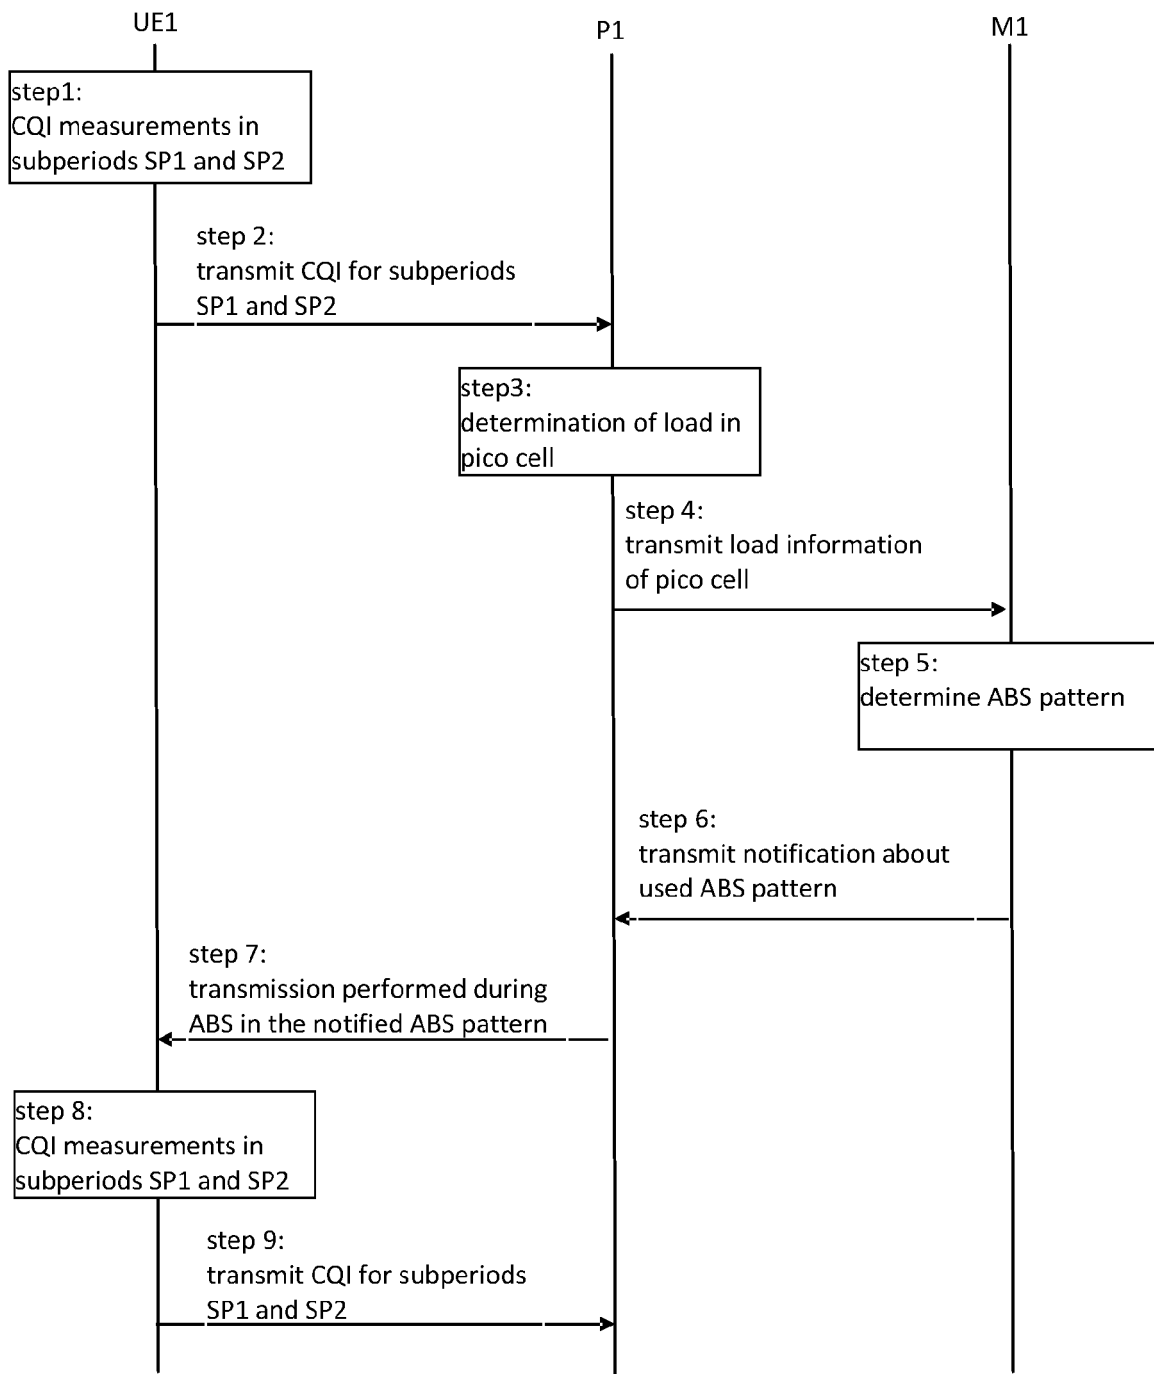 UE1
P1
M1
step1:
CQI measurements in
subperiods SP1 and SP2
step 2:
transmit CQI for subperiods
SP1 and SP2
step3:
determination of load in
pico cell
step 4:
transmit load information
of pico cell
step 5:
determine ABS pattern
step 6:
transmit notification about
used ABS pattern
step 7:
transmission performed during
ABS in the notified ABS pattern
step 8:
CQI measurements in
subperiods SP1 and SP2
step 9:
transmit CQI for subperiods
SP1 and SP2